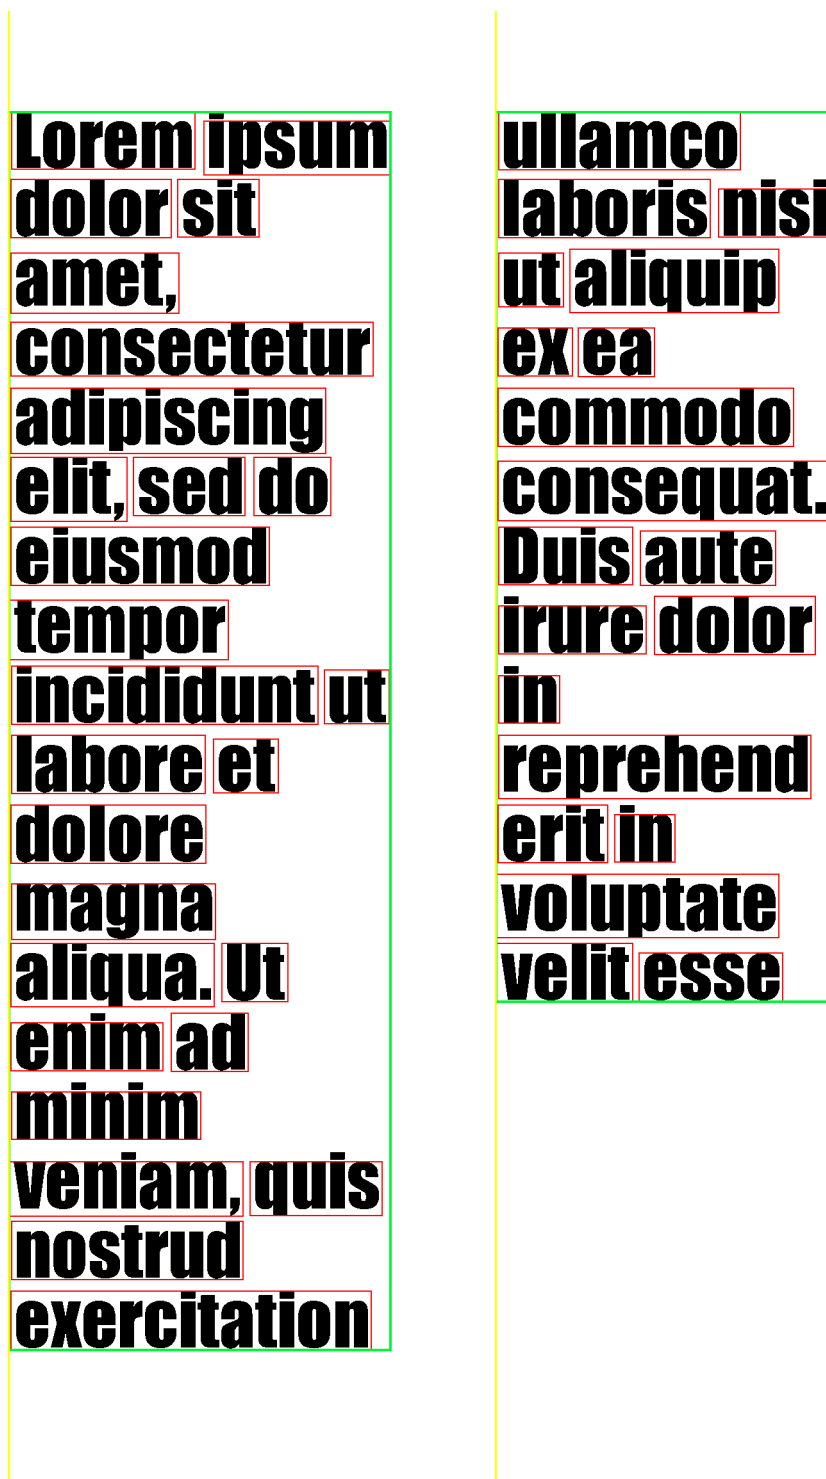 Lorem ipsum
dolor sit
amet,
consectetur
adipiscing
elit, sed do
eiusmod
tempor
incididunt ut
labore et
dolore
magna
aliqua. Ut
enim ad
minim
veniam, quis
nostrud
exercitation
ullamco
laboris nisi
ut aliquip
ex ea
commodo
consequat.
Duis aute
irure dolor
in
reprehend
erit in
voluptate
velit esse